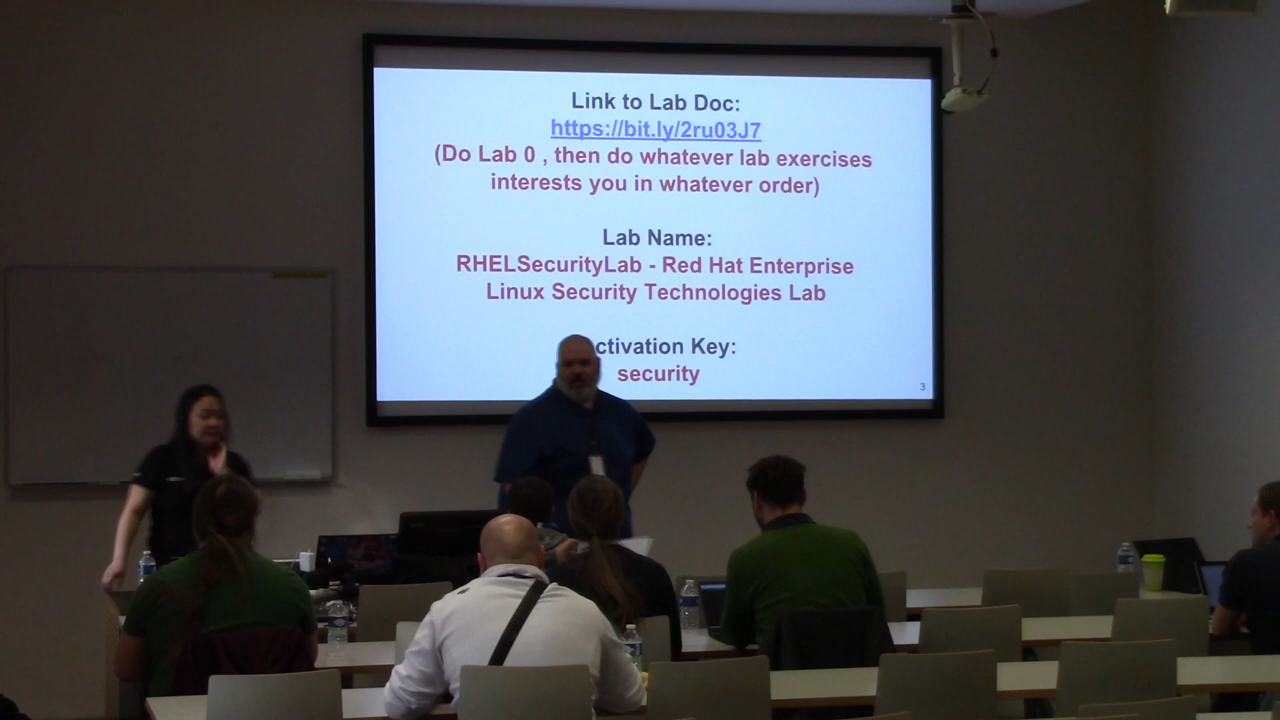 Link to Lab Doc:
https://bit.ly/2ru03J7
(Do Lab 0 , then do whatever lab exercises
interests you in whatever order)
Lab Name:
RHELSecurityLab - Red Hat Enterprise
Linux Security Technologies Lab
ctivation Key:
security
3